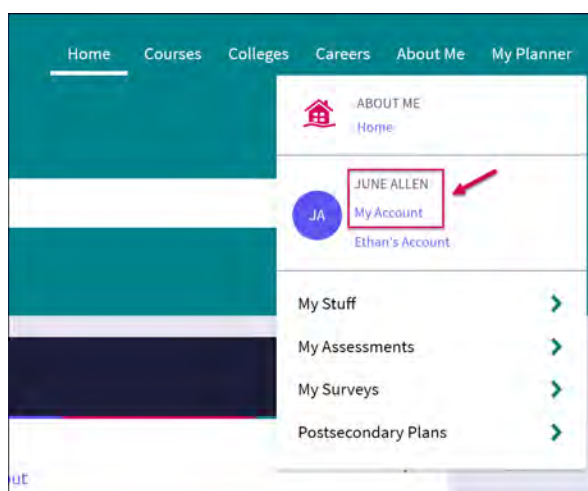 Home Courses Colleges Careers About Me My Planner
ABOUT ME
Home
JUNE ALLEN
JA
My Account
Ethan's Account
My Stuff
My Assessments
My Surveys
Postsecondary Plans
out